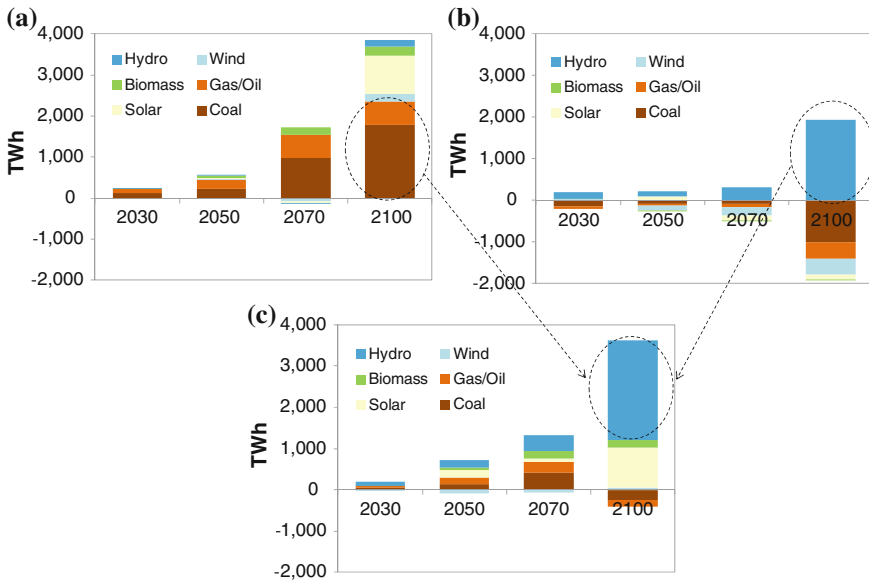 (a)
4,000
3,000
2,000
1,000
0
-1,000
-2,000
TWh
Hydro Wind
Biomass Gas/Oil
Solar Coal
2030 2050 2070 2100
(b)
4,000
3,000
2,000
1,000
0
-1,000
-2,000
TWh
Hydro Wind
Biomass Gas/Oil
Solar Coal
2030 2050 2070 2100
(c)
4,000
3,000
2,000
1,000
0
-1,000
-2,000
TWh
Hydro Wind
Biomass Gas/Oil
Solar Coal
2030 2050 2070 2100